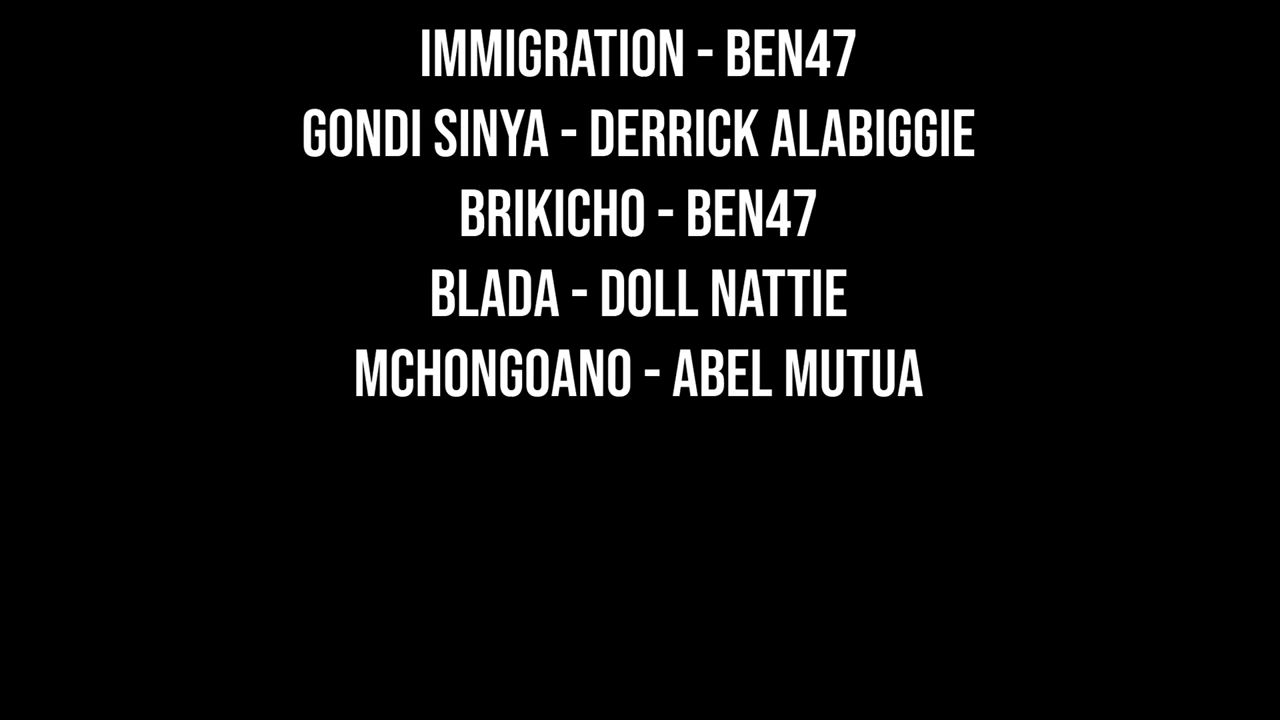 IMMIGRATION - BEN47
GONDI SINYA - DERRICK ALABIGGIE
BRIKICHO - BEN47
BLADA - DOLL NATTIE
MCHONGOANO - ABEL MUTUA